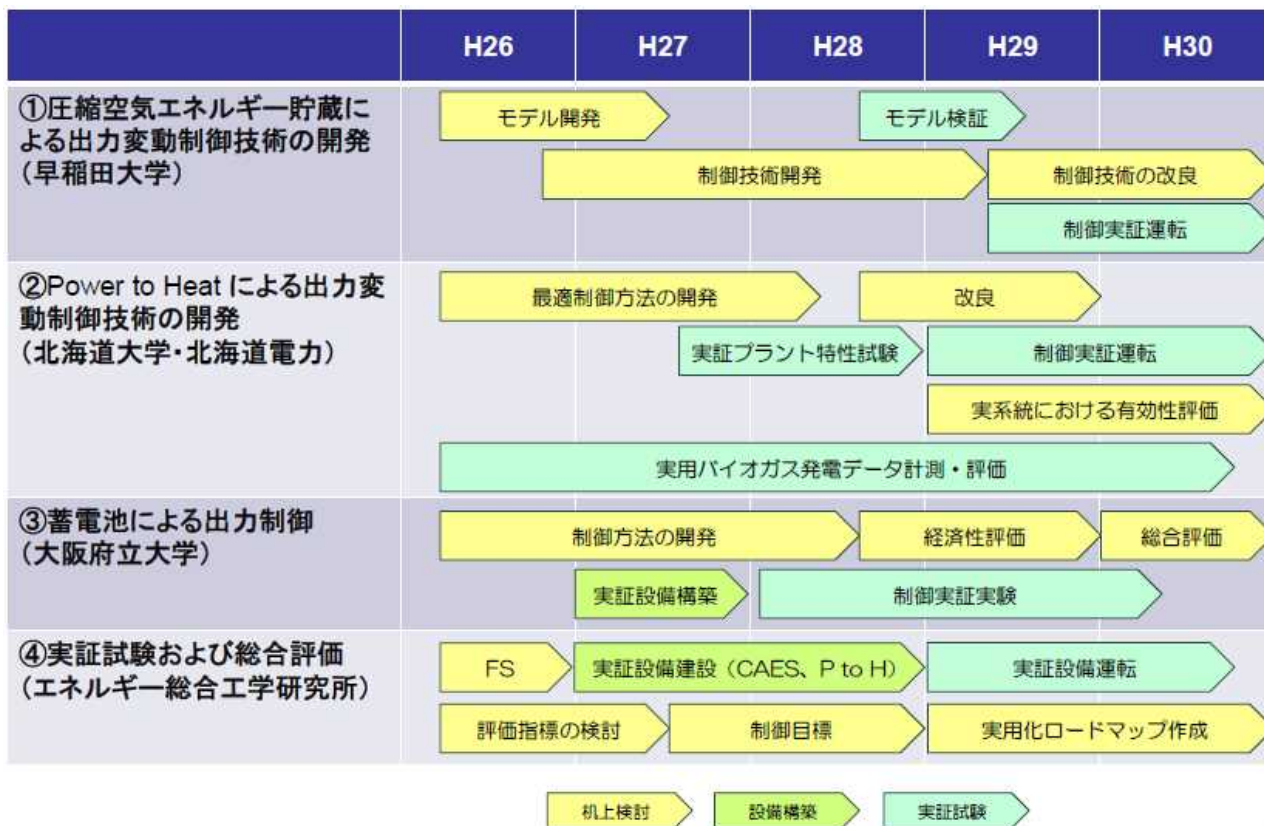 H26 H27 H28 H29 H30
①圧縮空気エネルギー貯蔵に
よる出力変動制御技術の開発
(早稲田大学)
モデル開発 モデル検証
制御技術開発 制御技術の改良
制御実証運転
②Power to Heat による出力変
動制御技術の開発
(北海道大学・北海道電力)
最適制御方法の開発 改良
実証プラント特性試験 制御実証運転
実系統における有効性評価
実用バイオガス発電データ計測・評価
③蓄電池による出力制御
(大阪府立大学)
制御方法の開発 経済性評価 総合評価
実証設備構築 制御実証実験
④実証試験および総合評価
(エネルギー総合工学研究所)
FS 実証設備建設（CAES、P to H） 実証設備運転
評価指標の検討 制御目標 実用化ロードマップ作成
机上検討 設備構築 実証試験